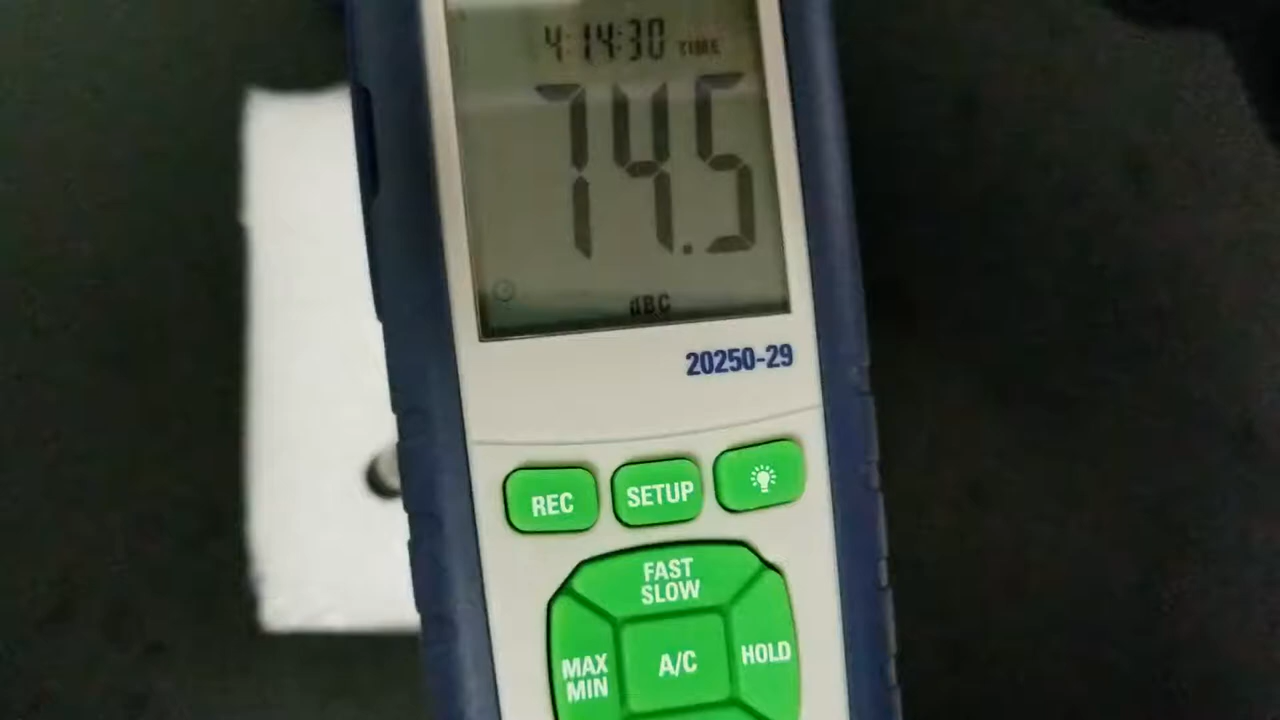 4:14:30 TIME
74.5
dBC
20250-29
REC SETUP
FAST
SLOW
MAX
MIN
A/C
HOLD